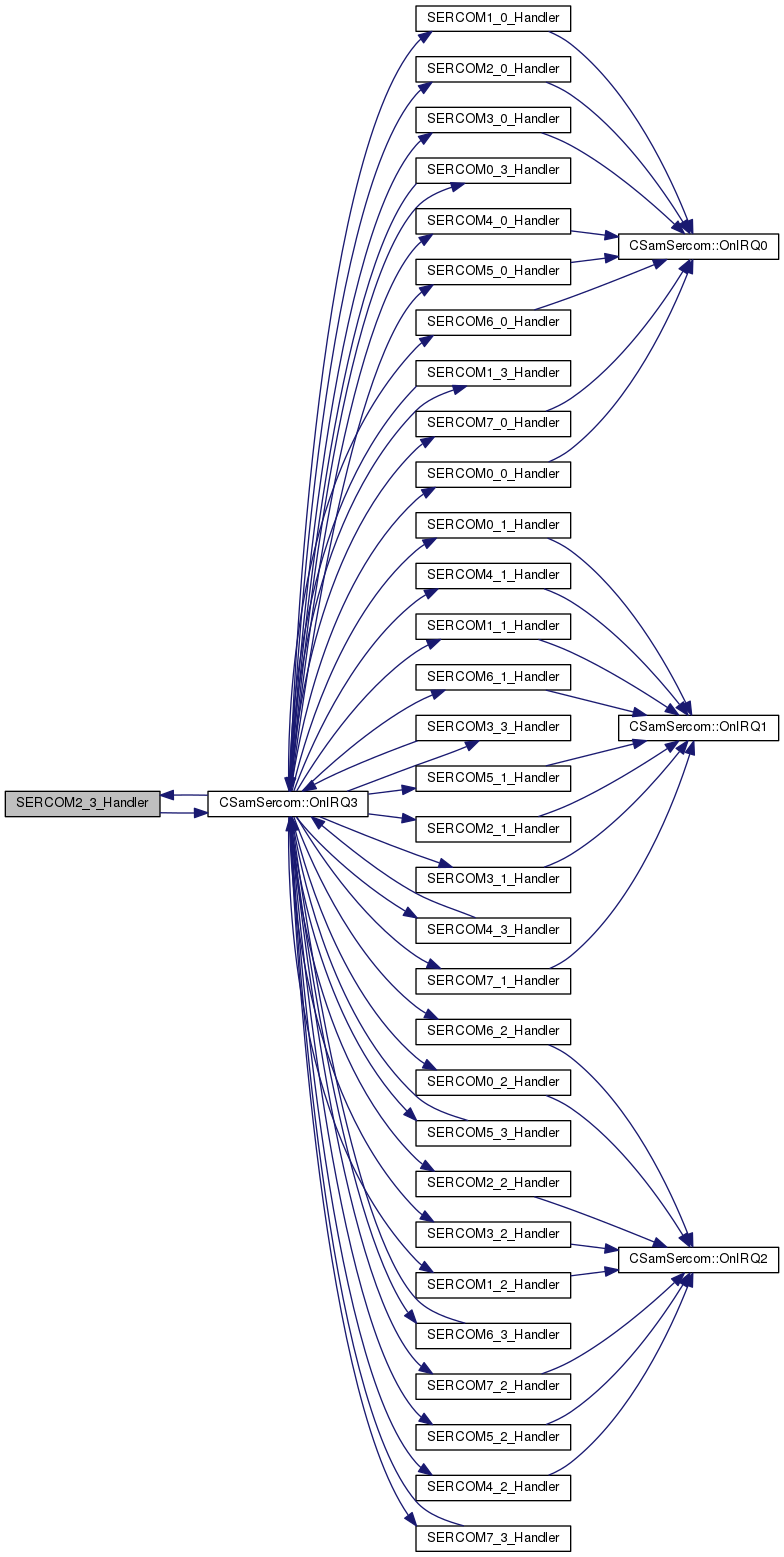 SERCOM1_0_Handler
SERCOM2_0_Handler
SERCOM3_0_Handler
SERCOM0_3_Handler
SERCOM4_0_Handler
CSamSercom::OnIRQ0
SERCOM5_0_Handler
SERCOM6_0_Handler
SERCOM1_3_Handler
SERCOM7_0_Handler
SERCOM0_0_Handler
SERCOM0_1_Handler
SERCOM4_1_Handler
SERCOM1_1_Handler
SERCOM6_1_Handler
SERCOM3_3_Handler
CSamSercom::OnIRQ1
SERCOM5_1_Handler
SERCOM2_3_Handler
CSamSercom::OnIRQ3
SERCOM2_1_Handler
SERCOM3_1_Handler
SERCOM4_3_Handler
SERCOM7_1_Handler
SERCOM6_2_Handler
SERCOM0_2_Handler
SERCOM5_3_Handler
SERCOM2_2_Handler
SERCOM3_2_Handler
CSamSercom::OnIRQ2
SERCOM1_2_Handler
SERCOM6_3_Handler
SERCOM7_2_Handler
SERCOM5_2_Handler
SERCOM4_2_Handler
SERCOM7_3_Handler